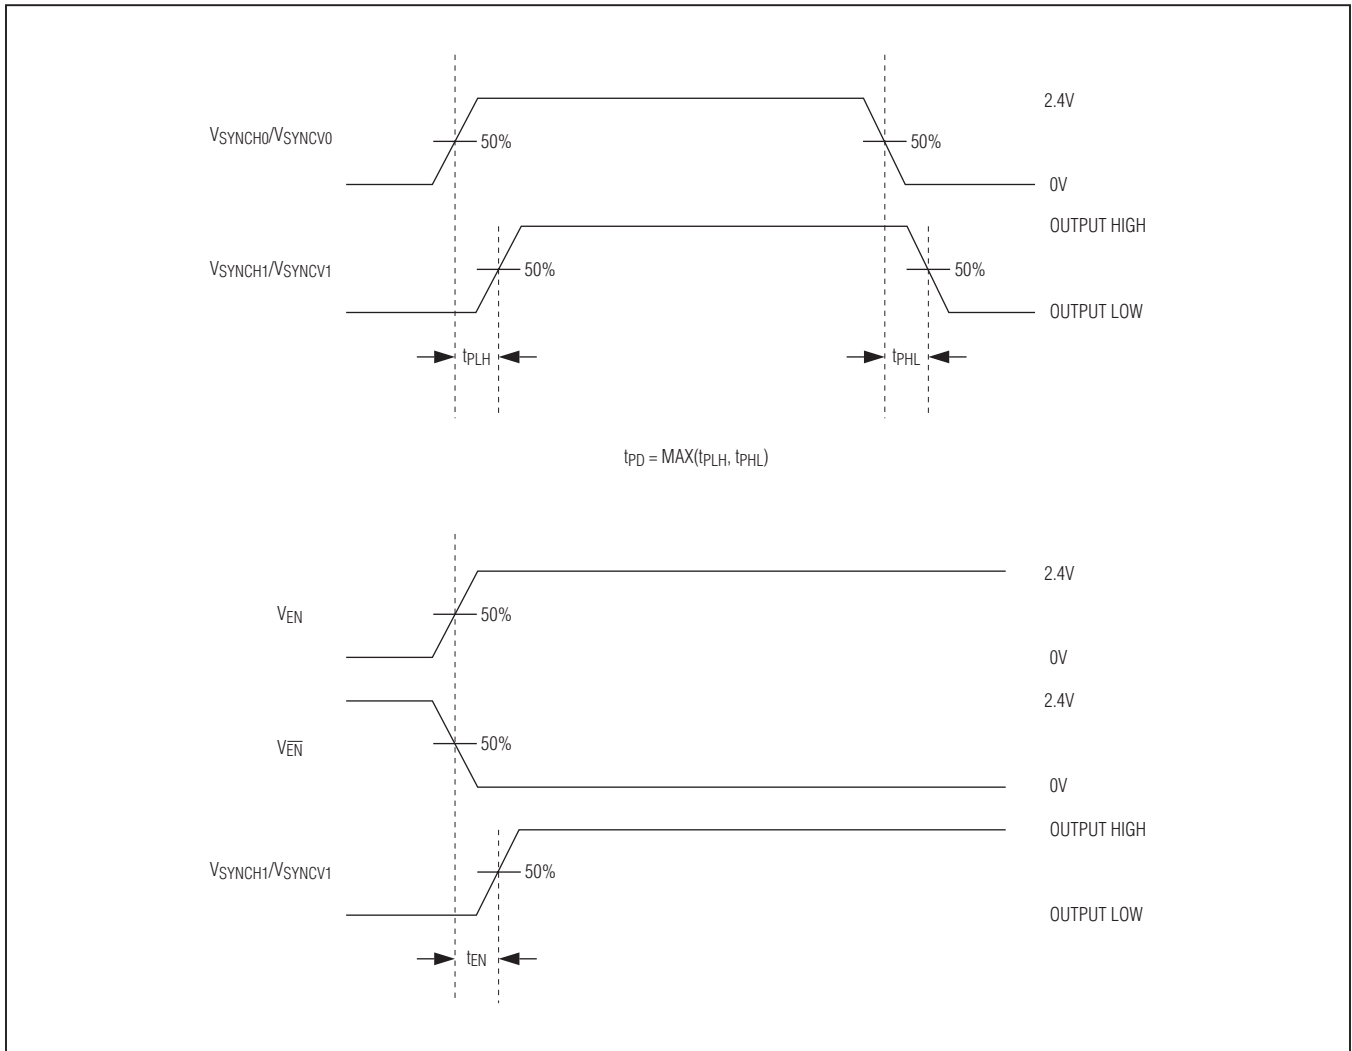 2.4V
VSYNCH0/VSYNCV0
50%
50%
0V
OUTPUT HIGH
VSYNCH1/VSYNCV1
50%
50%
OUTPUT LOW
tPLH
tPHL
tPD = MAX(tPLH, tPHL)
2.4V
VEN
50%
0V
2.4V
VE̅N̅
50%
0V
OUTPUT HIGH
VSYNCH1/VSYNCV1
50%
OUTPUT LOW
tEN